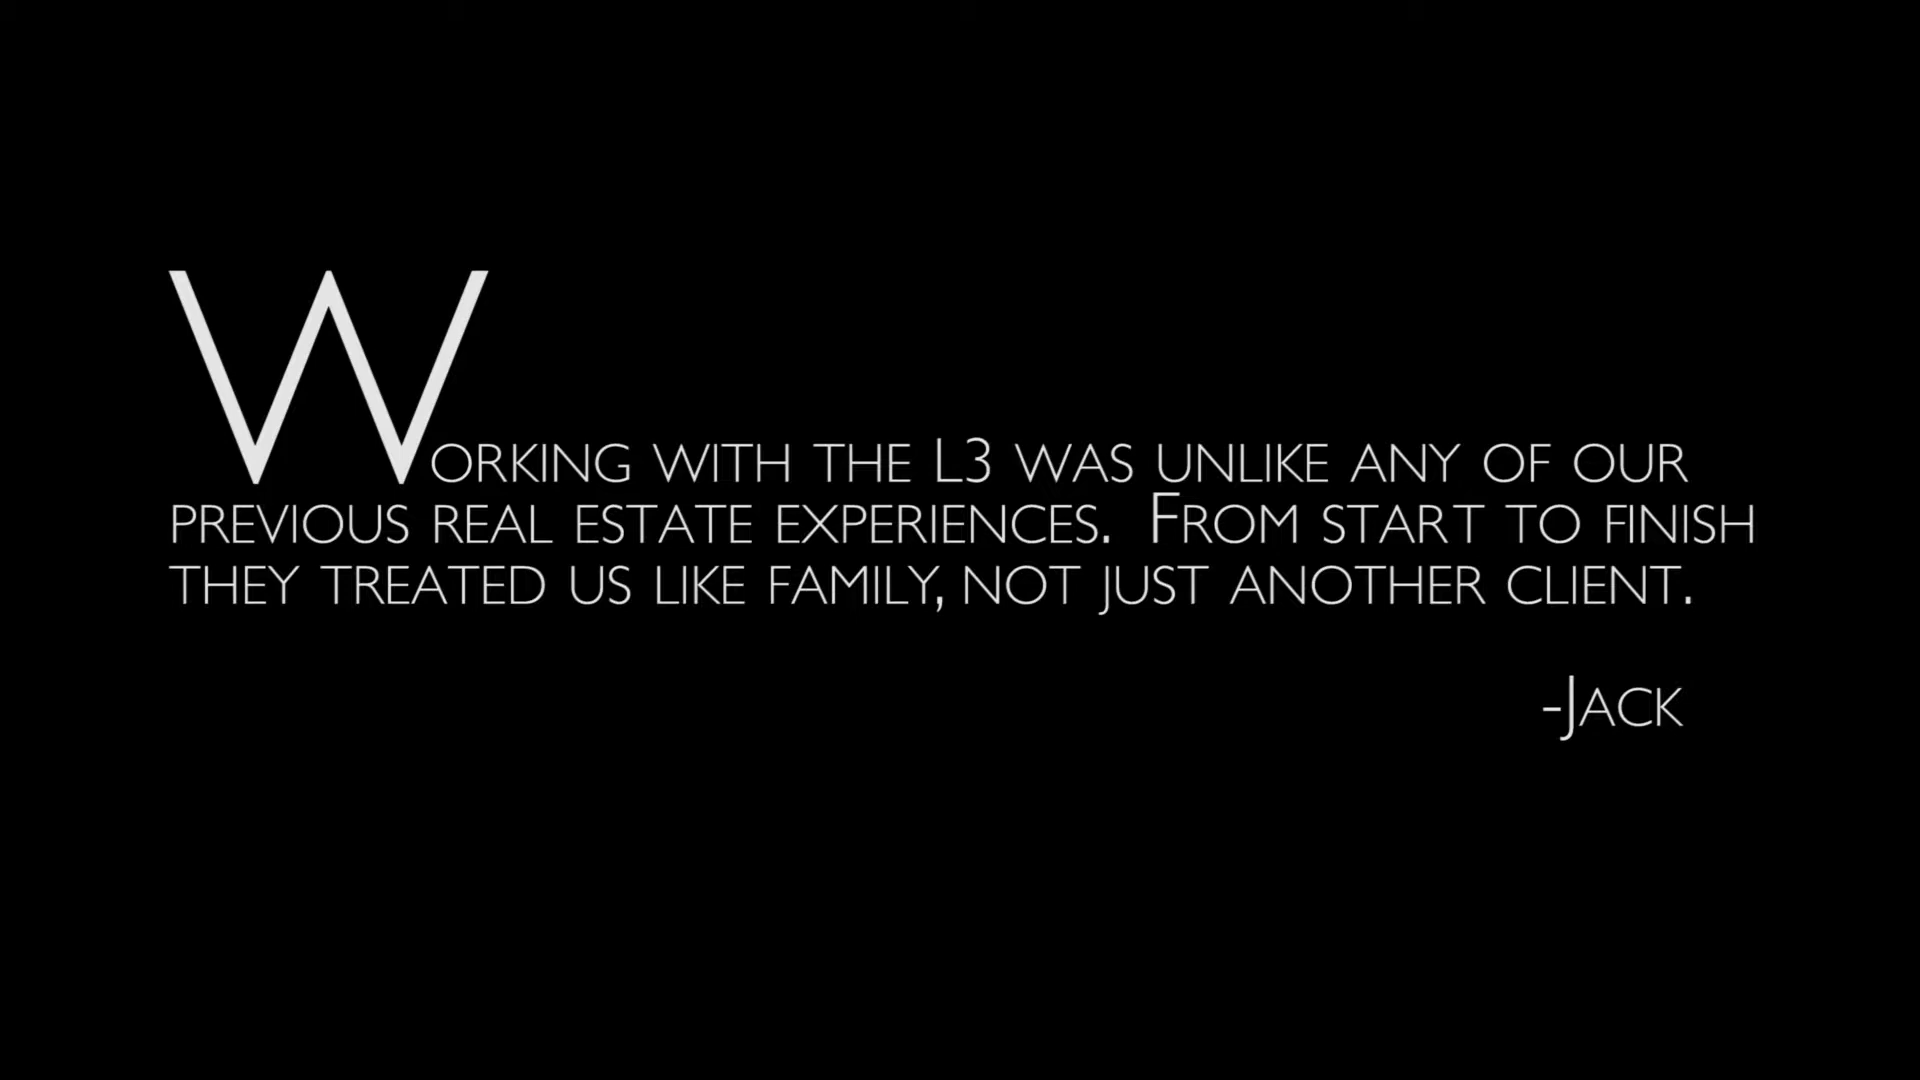 Working with the L3 was unlike any of our
previous real estate experiences.  From start to finish
they treated us like family, not just another client.
-Jack